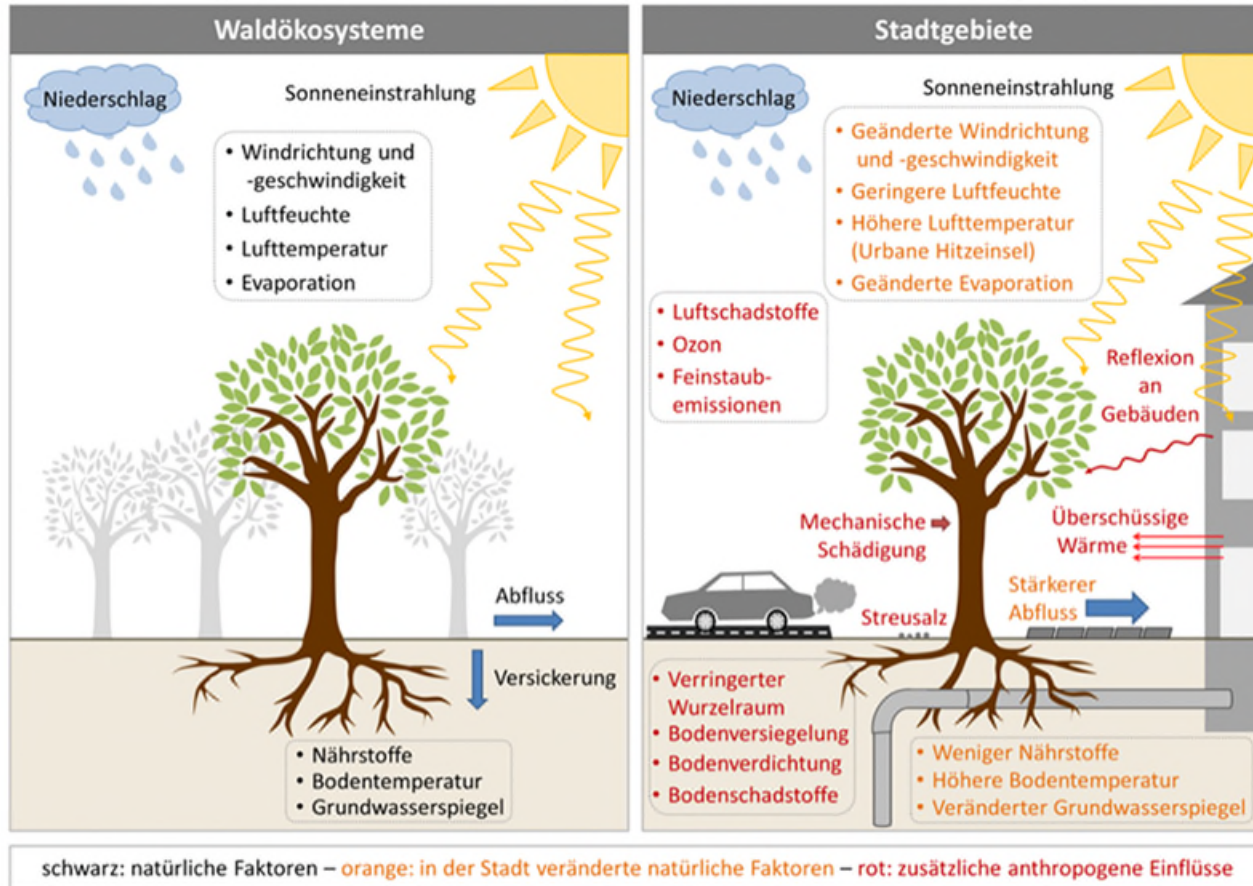 Waldökosysteme
Niederschlag
Sonneneinstrahlung
• Windrichtung und
-geschwindigkeit
• Luftfeuchte
• Lufttemperatur
• Evaporation
Abfluss
Versickerung
• Nährstoffe
• Bodentemperatur
• Grundwasserspiegel
Stadtgebiete
Niederschlag
Sonneneinstrahlung
• Geänderte Windrichtung
und -geschwindigkeit
• Geringere Luftfeuchte
• Höhere Lufttemperatur
(Urbane Hitzeinsel)
• Geänderte Evaporation
• Luftschadstoffe
• Ozon
• Feinstaub-
emissionen
Reflexion
an
Gebäuden
Mechanische
Schädigung
Überschüssige
Wärme
Stärkerer
Abfluss
Streusalz
• Verringerter
Wurzelraum
• Bodenversiegelung
• Bodenverdichtung
• Bodenschadstoffe
• Weniger Nährstoffe
• Höhere Bodentemperatur
• Veränderter Grundwasserspiegel
schwarz: natürliche Faktoren – orange: in der Stadt veränderte natürliche Faktoren – rot: zusätzliche anthropogene Einflüsse